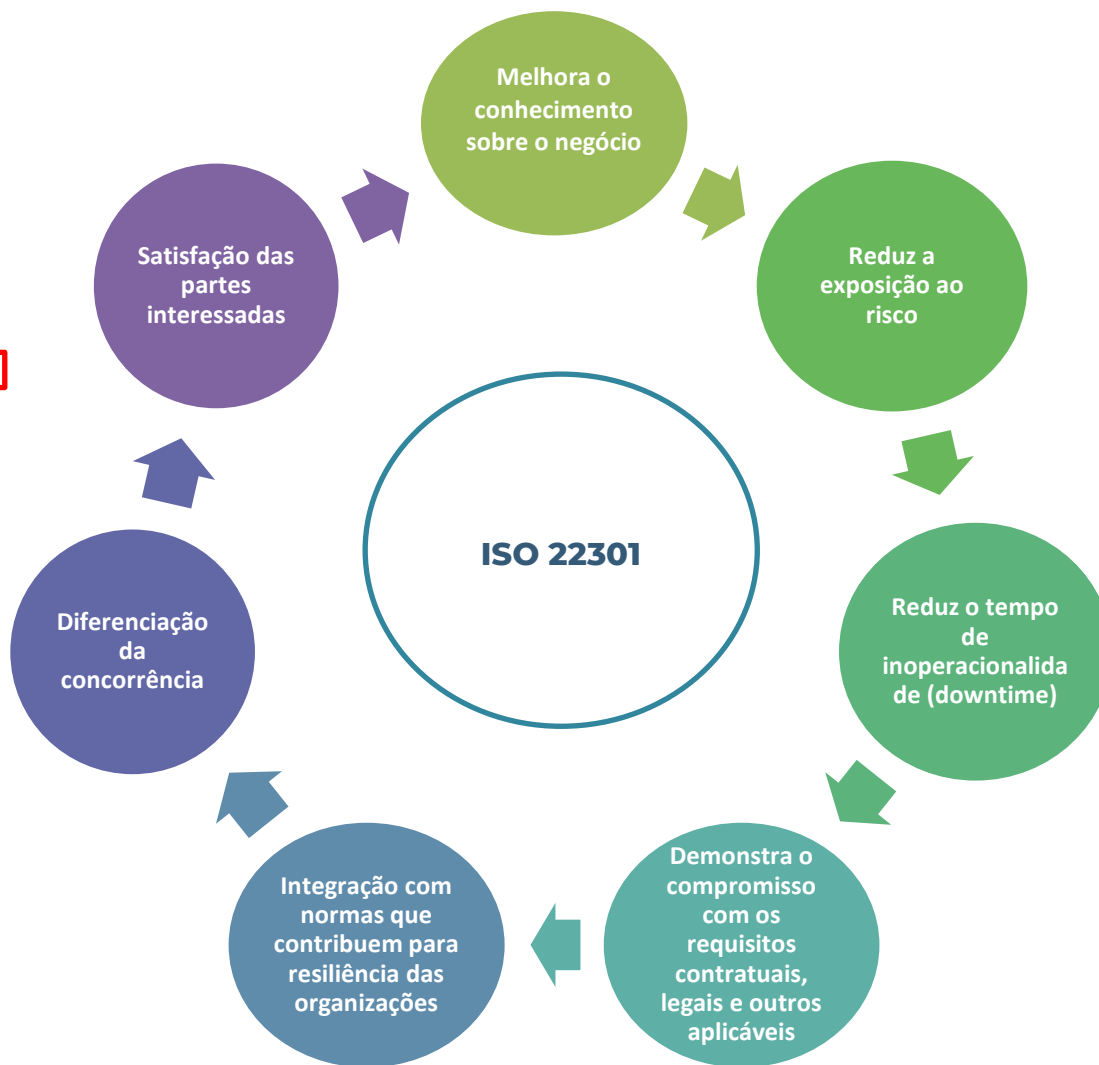 Melhora o
conhecimento
sobre o negócio
Reduz a
exposição ao
risco
Reduz o tempo
de
inoperacionalida
de (downtime)
Demonstra o
compromisso
com os
requisitos
contratuais,
legais e outros
aplicáveis
Integração com
normas que
contribuem para
resiliência das
organizações
Diferenciação
da
concorrência
Satisfação das
partes
interessadas
ISO 22301